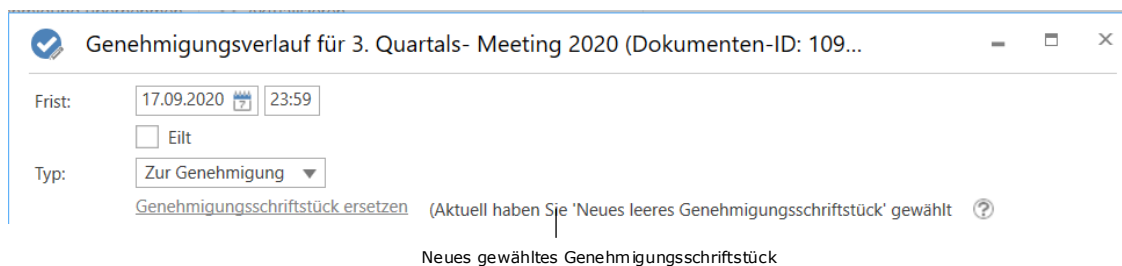 Genehmigungsverlauf für 3. Quartals- Meeting 2020 (Dokumenten-ID: 109...
Frist: 17.09.2020 7 23:59
Eilt
Typ: Zur Genehmigung
Genehmigungsschriftstück ersetzen (Aktuell haben Sie 'Neues leeres Genehmigungsschriftstück' gewählt ?
Neues gewähltes Genehmigungsschriftstück